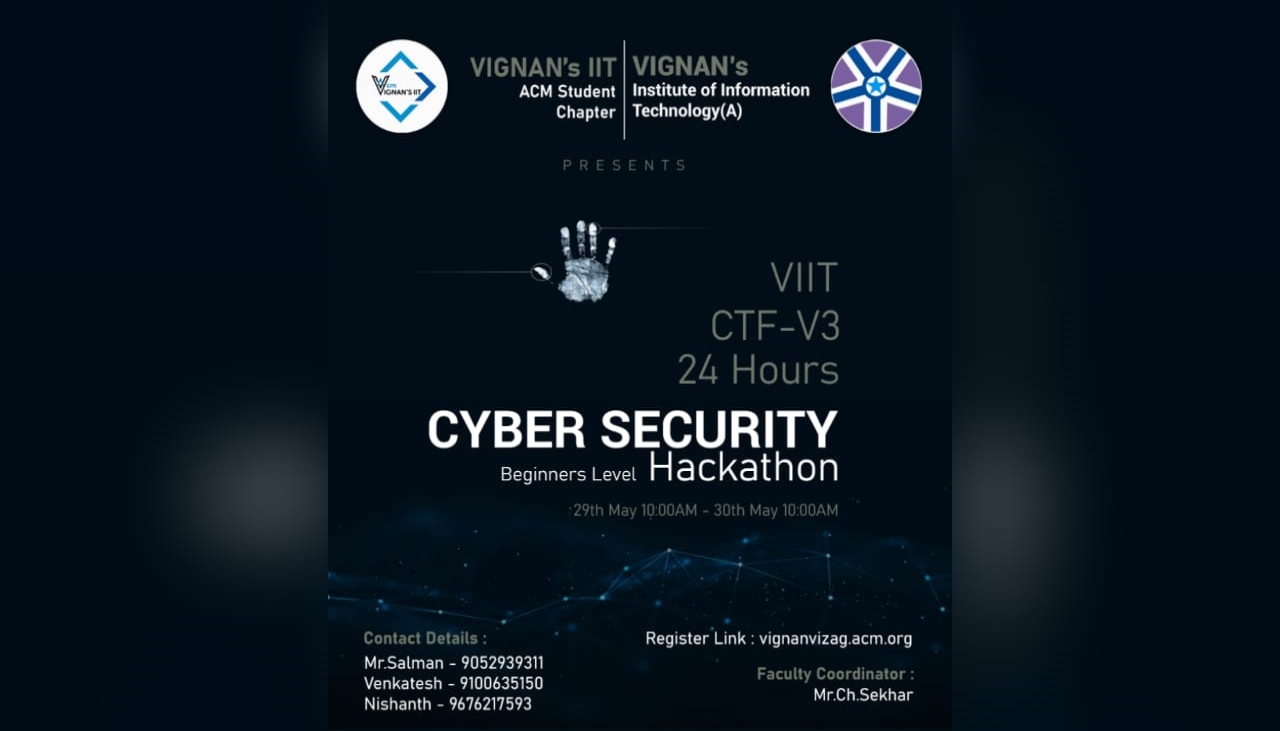 Vacm
VIGNAN'S IIT
VIGNAN's IIT
ACM Student
Chapter
VIGNAN's
Institute of Information
Technology(A)
PRESENTS
VIIT
CTF-V3
24 Hours
CYBER SECURITY
Beginners Level Hackathon
29th May 10:00AM - 30th May 10:00AM
Contact Details :
Mr.Salman - 9052939311
Venkatesh - 9100635150
Nishanth - 9676217593
Register Link : vignanvizag.acm.org
Faculty Coordinator :
Mr.Ch.Sekhar